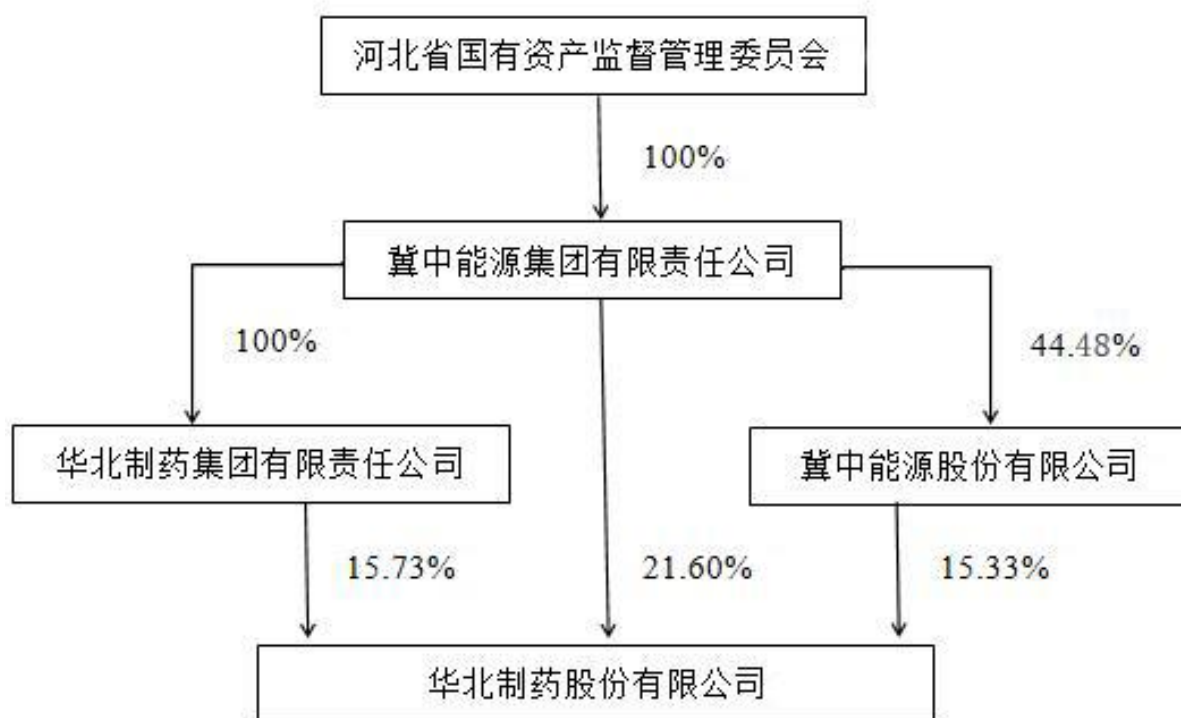 河北省国有资产监督管理委员会
100%
冀中能源集团有限责任公司
100%
44.48%
华北制药集团有限责任公司
冀中能源股份有限公司
15.73%
21.60%
15.33%
华北制药股份有限公司